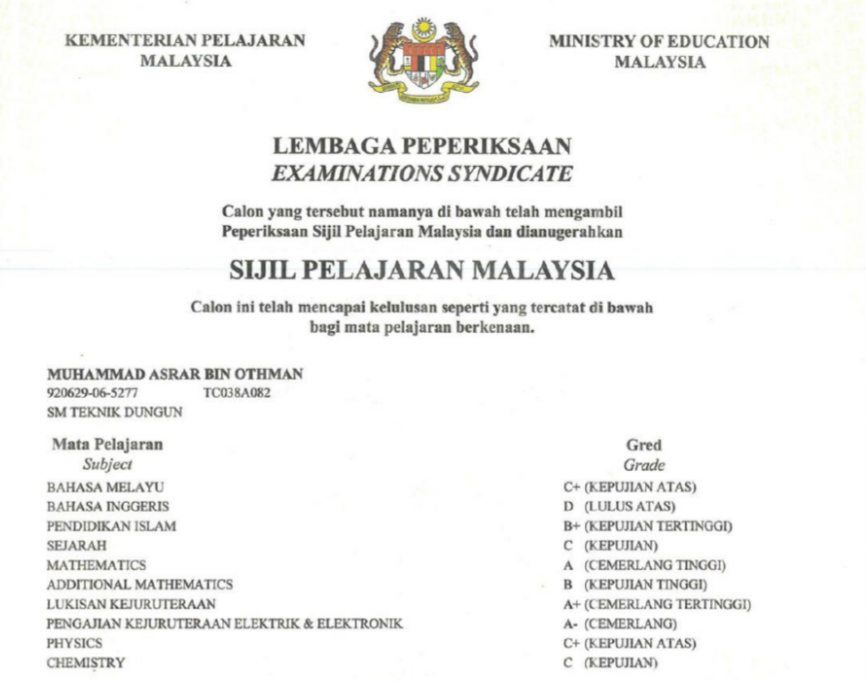 KEMENTERIAN PELAJARAN
MALAYSIA
MINISTRY OF EDUCATION
MALAYSIA
LEMBAGA PEPERIKSAAN
EXAMINATIONS SYNDICATE
Calon yang tersebut namanya di bawah telah mengambil
Peperiksaan Sijil Pelajaran Malaysia dan dianugerahkan
SIJIL PELAJARAN MALAYSIA
Calon ini telah mencapai kelulusan seperti yang tercatat di bawah
bagi mata pelajaran berkenaan.
MUHAMMAD ASRAR BIN OTHMAN
920629-06-5277 TC038A082
SM TEKNIK DUNGUN
Mata Pelajaran Gred
Subject Grade
BAHASA MELAYU C+ (KEPUJIAN ATAS)
BAHASA INGGERIS D (LULUS ATAS)
PENDIDIKAN ISLAM B+ (KEPUJIAN TERTINGGI)
SEJARAH C (KEPUJIAN)
MATHEMATICS A (CEMERLANG TINGGI)
ADDITIONAL MATHEMATICS B (KEPUJIAN TINGGI)
LUKISAN KEJURUTERAAN A+ (CEMERLANG TERTINGGI)
PENGAJIAN KEJURUTERAAN ELEKTRIK & ELEKTRONIK A- (CEMERLANG)
PHYSICS C+ (KEPUJIAN ATAS)
CHEMISTRY C (KEPUJIAN)